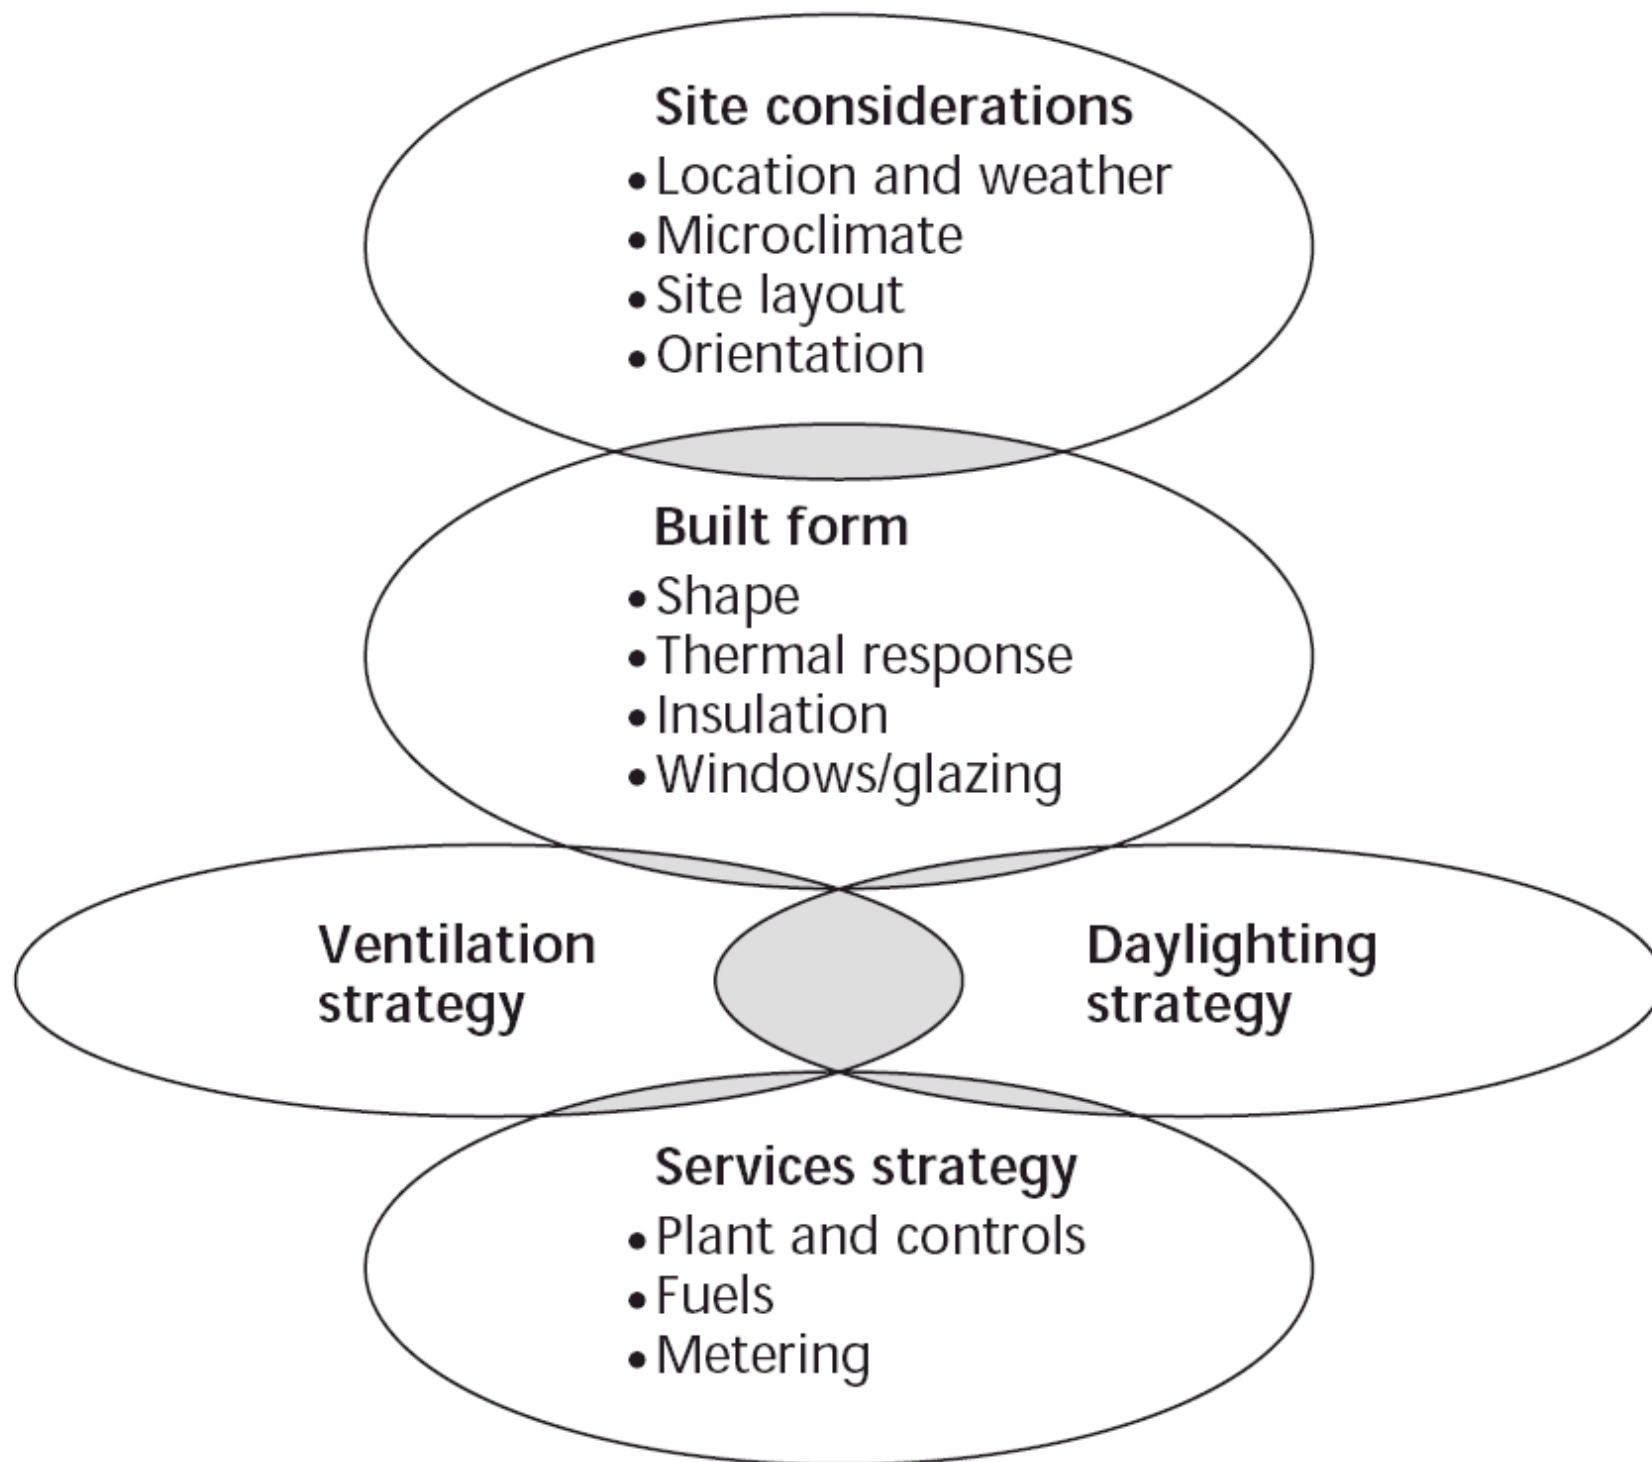 Site considerations
• Location and weather
• Microclimate
• Site layout
• Orientation
Built form
• Shape
• Thermal response
• Insulation
• Windows/glazing
Ventilation
strategy
Daylighting
strategy
Services strategy
• Plant and controls
• Fuels
• Metering